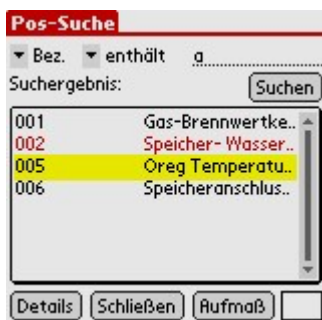 Pos-Suche
Bez. enthält a
Suchergebnis: Suchen
001 Gas-Brennwertke..
002 Speicher- Wasser..
005 Oreg Temperatu..
006 Speicheranschlus..
Details Schließen Aufmaß